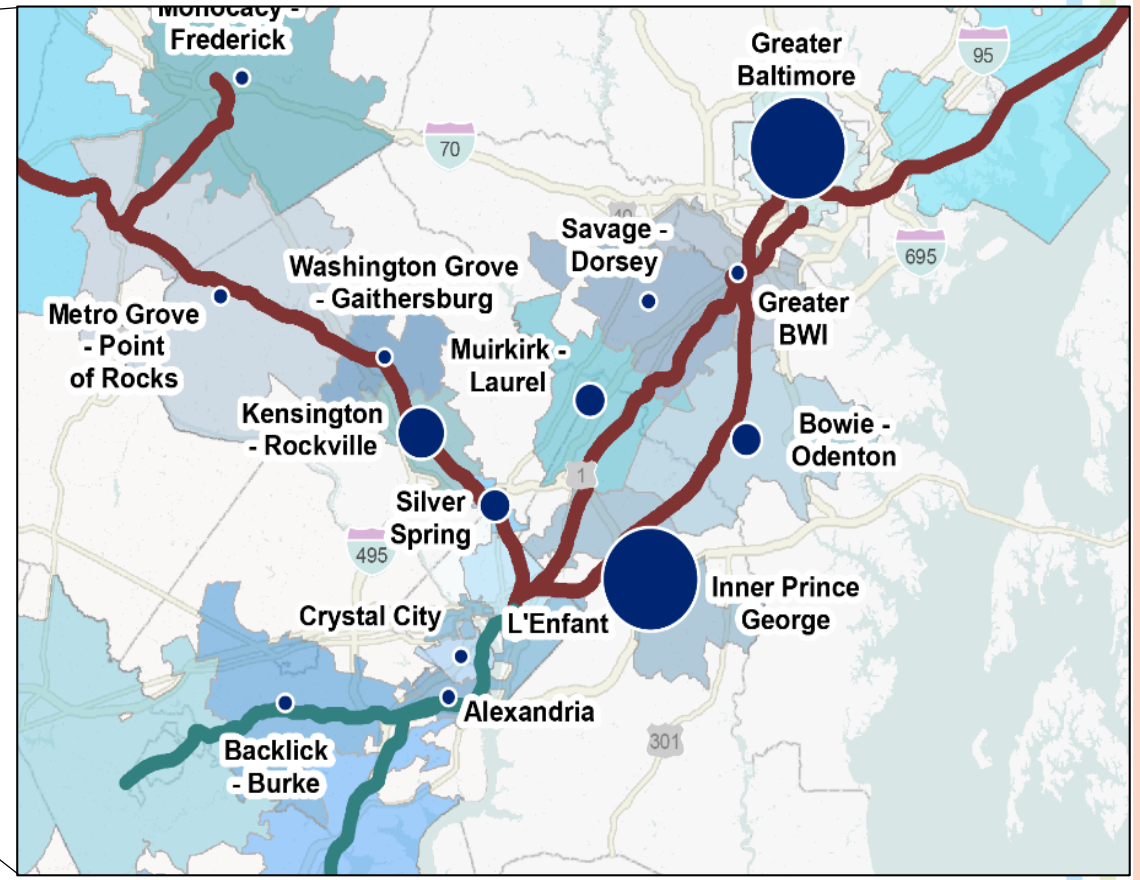 Monocacy -
Frederick
Greater
Baltimore
95
70
40
Savage -
Dorsey
695
Washington Grove
- Gaithersburg
Greater
BWI
Metro Grove
- Point
of Rocks
Muirkirk -
Laurel
Kensington
- Rockville
Bowie -
Odenton
1
Silver
Spring
495
Inner Prince
George
Crystal City
L'Enfant
Alexandria
301
Backlick
- Burke